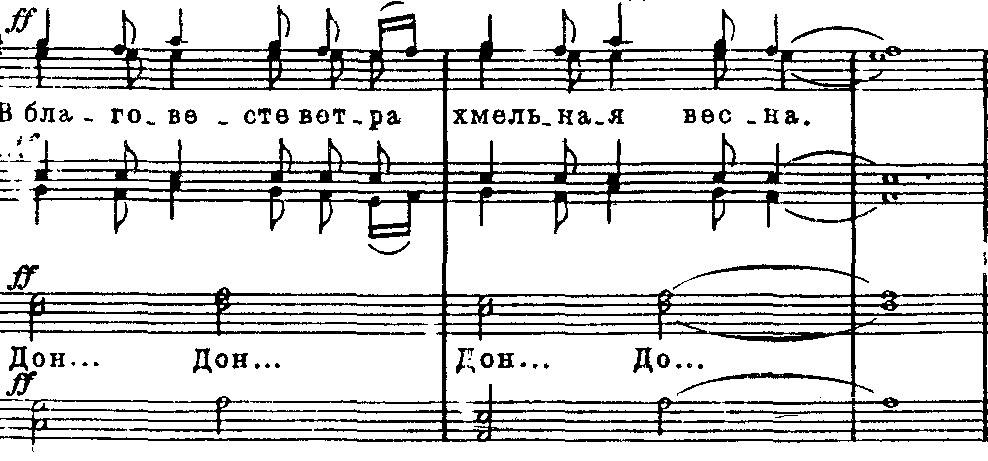 ff
В бла - го - ве - сте вет - ра хмель - на - я вес - на.
ff
Дон... Дон... Дон... До...
ff